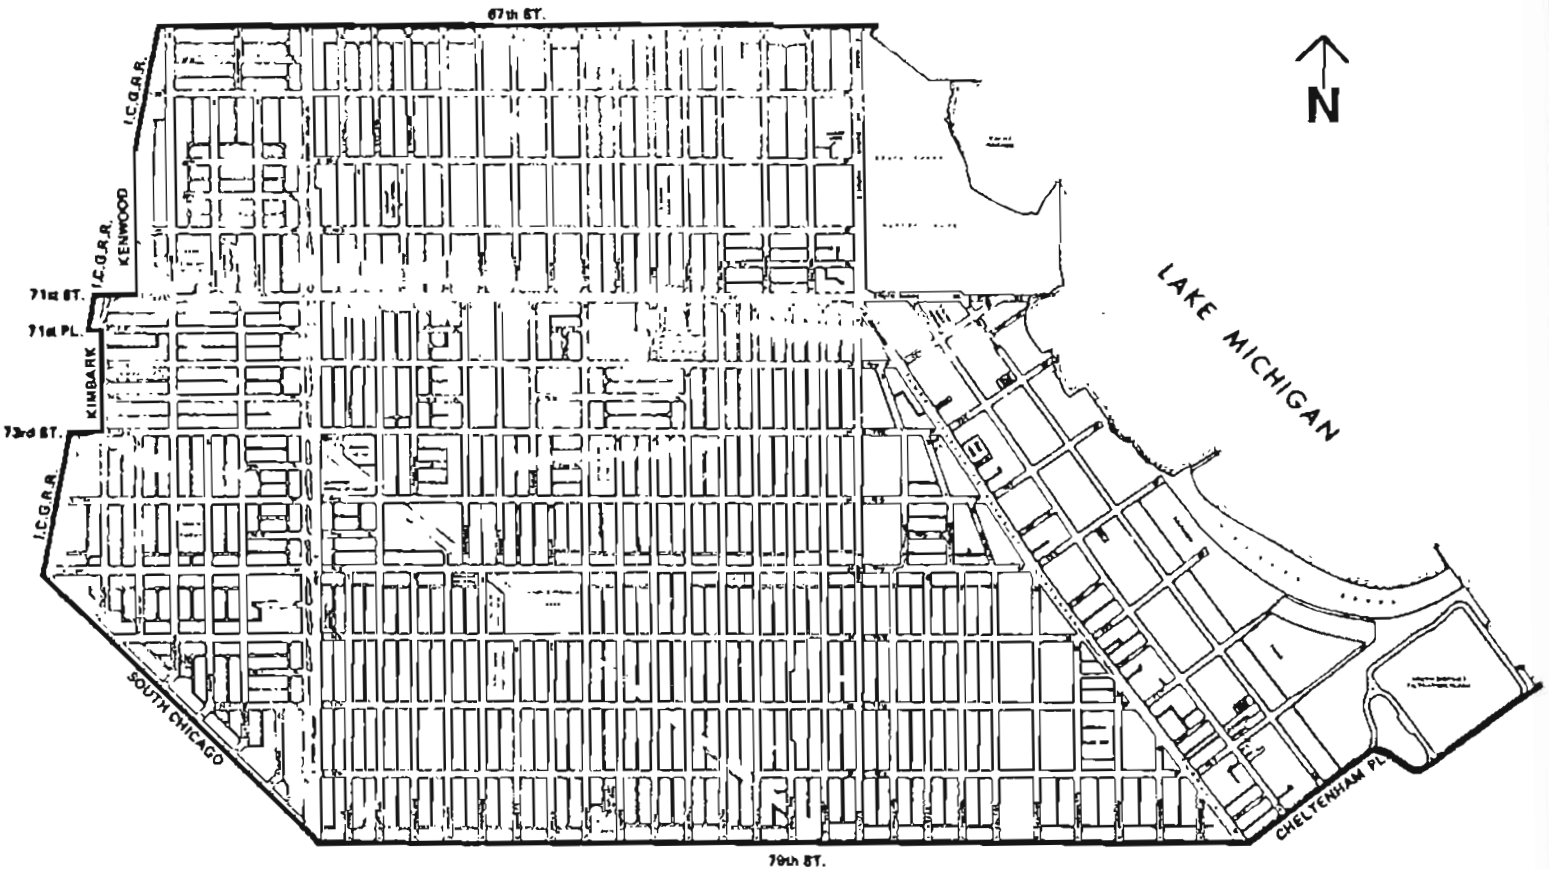 67th ST.
N
I.C.G.R.R.
KENWOOD
I.C.G.R.R.
71st ST.
71st PL.
KIMBARK
73rd ST.
I.C.G.R.R.
LAKE MICHIGAN
SOUTH CHICAGO
CHELTENHAM PL.
79th ST.